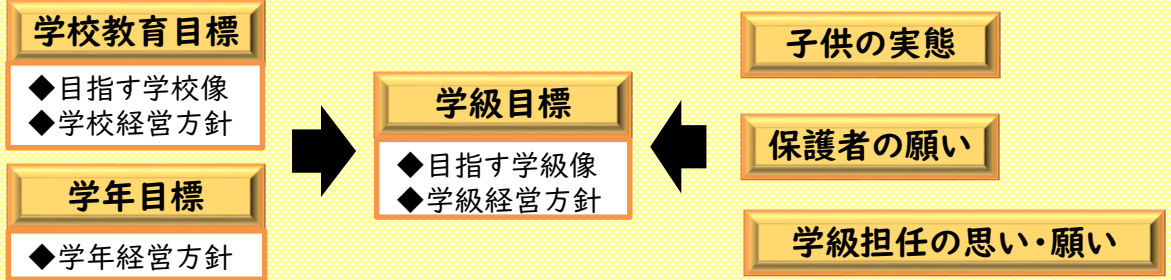 学校教育目標
◆目指す学校像
◆学校経営方針
学年目標
◆学年経営方針
学級目標
◆目指す学級像
◆学級経営方針
子供の実態
保護者の願い
学級担任の思い・願い